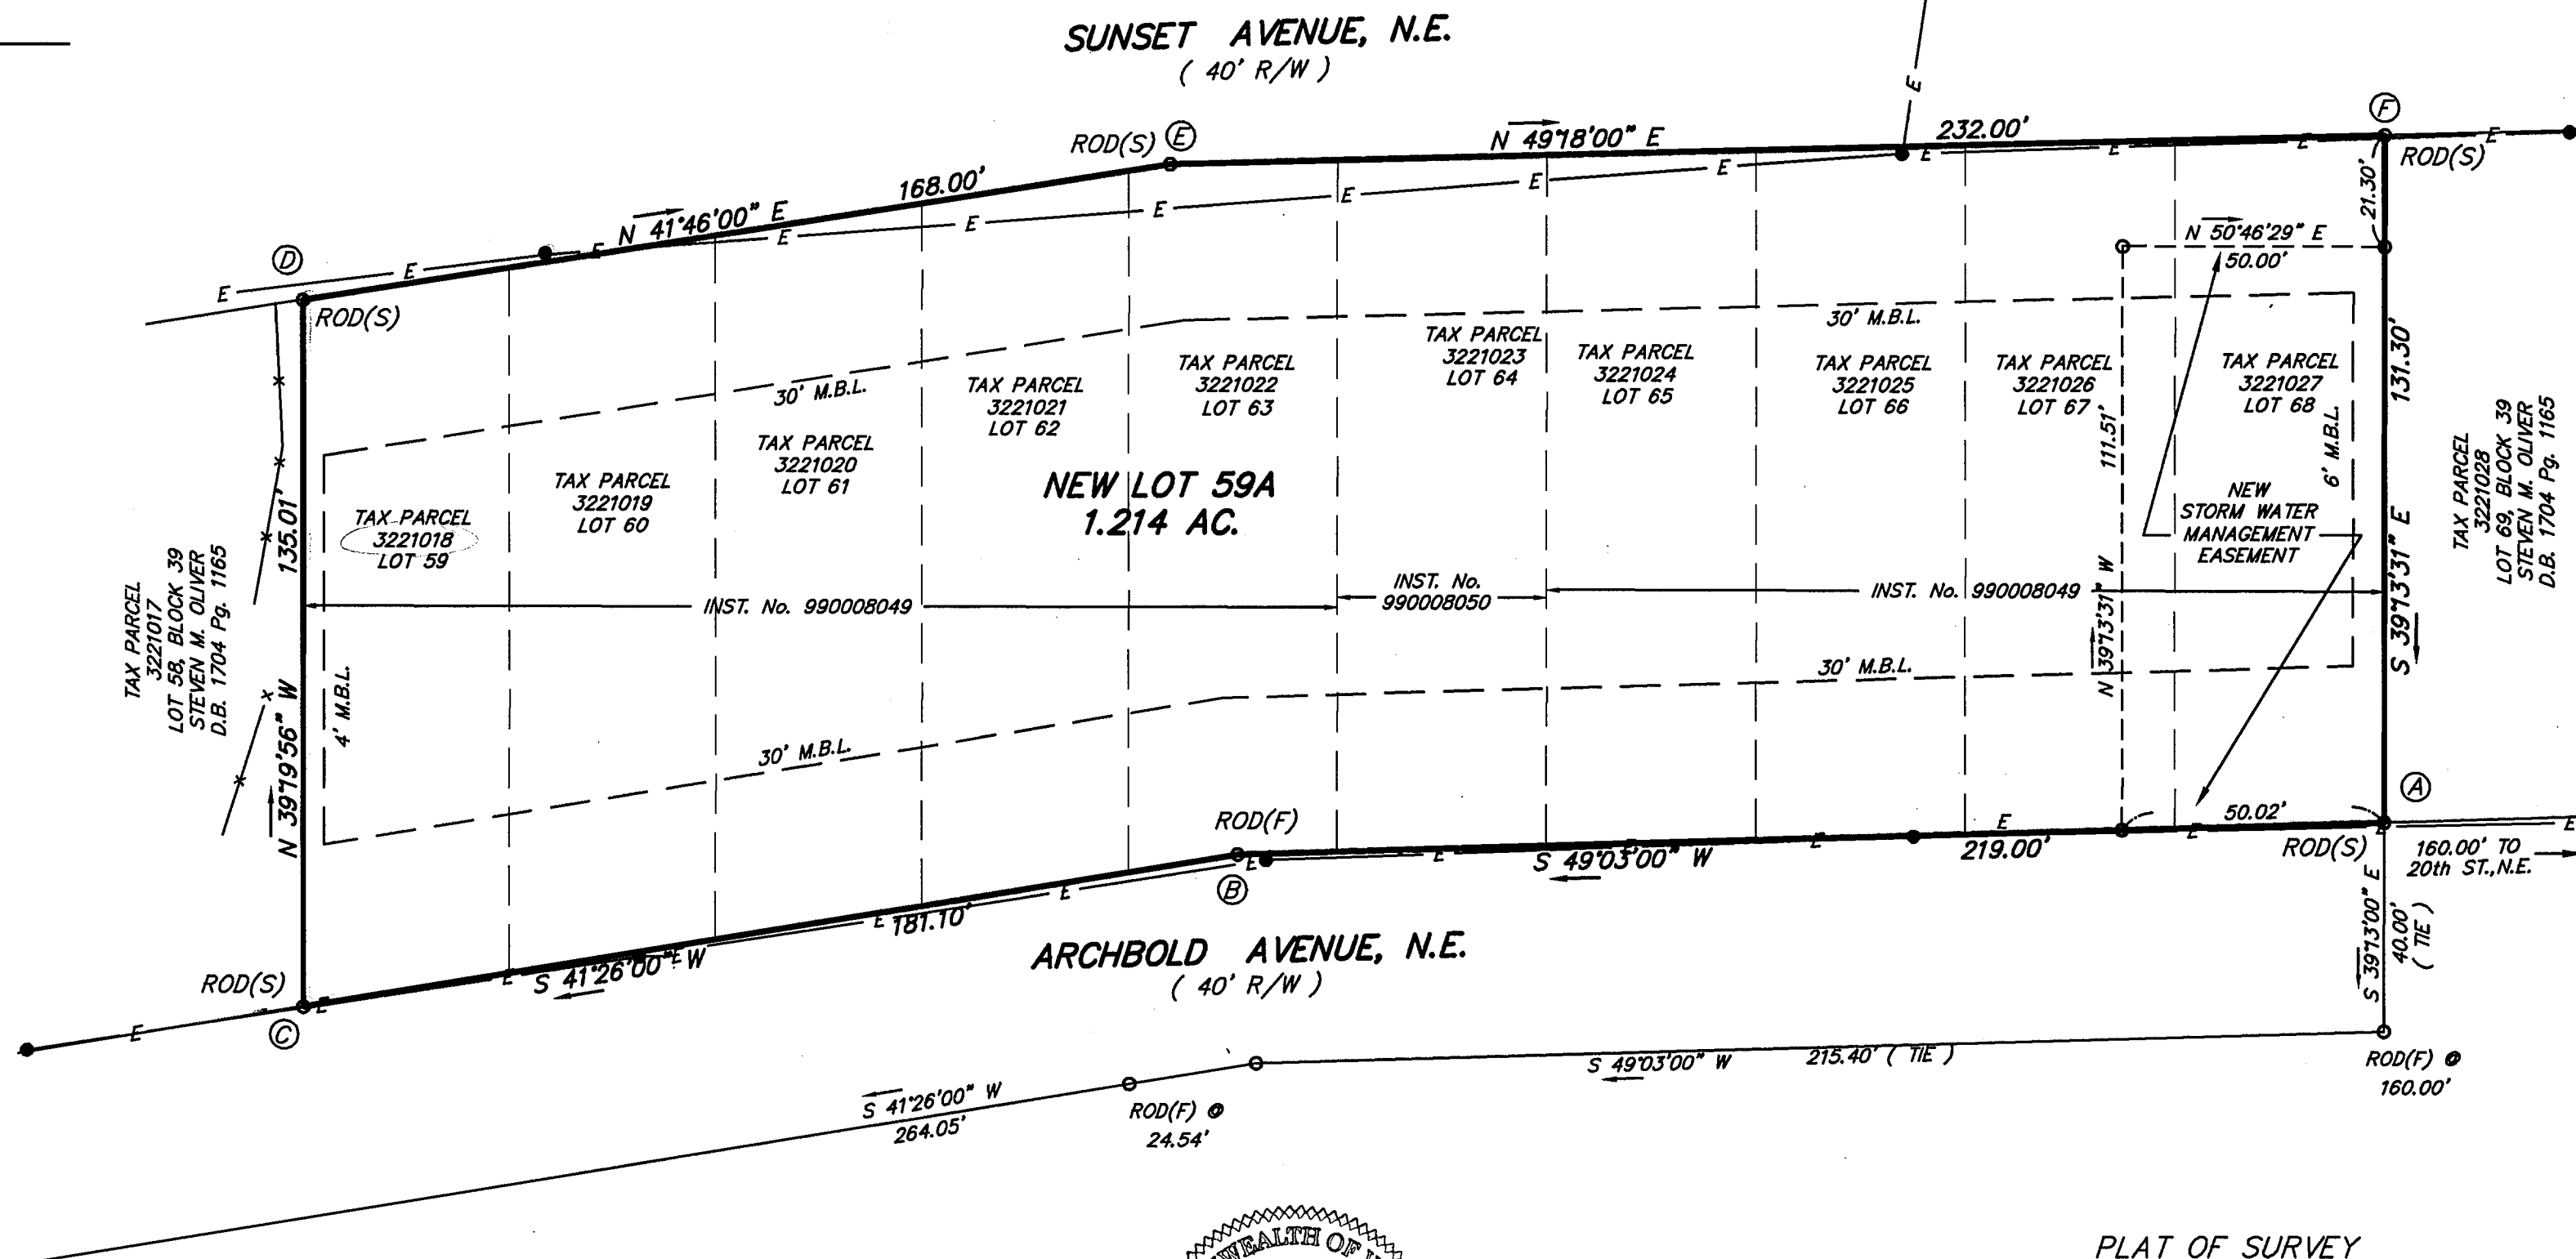 SUNSET AVENUE, N.E.
( 40' R/W )
E
F
ROD(S)
E
N 49°18'00" E
232.00'
E
E
E
E
ROD(S)
21.30'
168.00'
N 41°46'00" E
E
E
E
E
E
E
E
E
D
E
E
ROD(S)
N 50°46'29" E
50.00'
30' M.B.L.
30' M.B.L.
TAX PARCEL
3221018
LOT 59
TAX PARCEL
3221019
LOT 60
TAX PARCEL
3221020
LOT 61
TAX PARCEL
3221021
LOT 62
TAX PARCEL
3221022
LOT 63
TAX PARCEL
3221023
LOT 64
TAX PARCEL
3221024
LOT 65
TAX PARCEL
3221025
LOT 66
TAX PARCEL
3221026
LOT 67
TAX PARCEL
3221027
LOT 68
NEW LOT 59A
1.214 AC.
111.51'
N 39°13'31" W
6' M.B.L.
131.30'
S 39°13'31" E
TAX PARCEL
3221028
LOT 69, BLOCK 39
STEVEN M. OLIVER
D.B. 1704 Pg. 1165
NEW
STORM WATER
MANAGEMENT
EASEMENT
TAX PARCEL
3221017
LOT 58, BLOCK 39
STEVEN M. OLIVER
D.B. 1704 Pg. 1165
135.01'
N 39°19'56" W
4' M.B.L.
INST. No. 990008049
INST. No.
990008050
INST. No. 990008049
30' M.B.L.
30' M.B.L.
A
ROD(F)
B
50.02'
E
E
E
E
E
E
E
S 49°03'00" W
219.00'
ROD(S)
160.00' TO
20th ST.,N.E.
S 39°13'00" E
40.00'
( TIE )
E
E
181.10'
E
E
S 41°26'00" W
E
ROD(S)
E
C
E
ARCHBOLD AVENUE, N.E.
( 40' R/W )
S 49°03'00" W
215.40' ( TIE )
ROD(F) @
160.00'
S 41°26'00" W
264.05'
ROD(F) @
24.54'
WEALTH OF
PLAT OF SURVEY